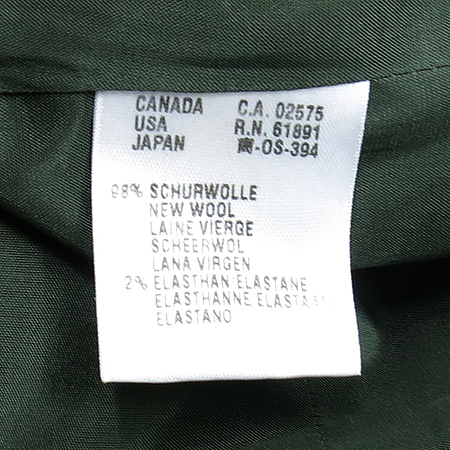 CANADA C.A. 02575
USA R.N. 61891
JAPAN -OS-394
98% SCHURWOLLE
NEW WOOL
LAINE VIERGE
SCHEERWOL
LANA VIRGEN
2% ELASTHAN/ELASTANE
ELASTHANNE/ELASTAAN
ELASTANO